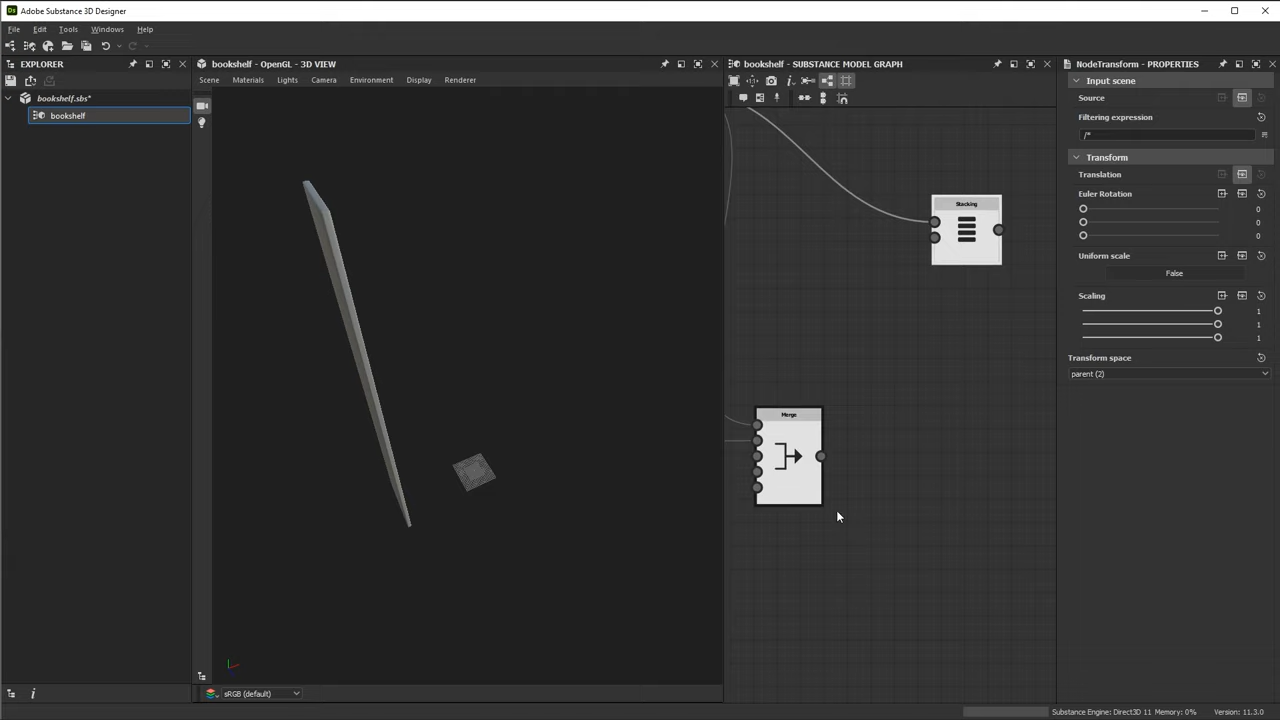 Ds Adobe Substance 3D Designer
File Edit Tools Windows Help
EXPLORER
bookshelf.sbs*
bookshelf
bookshelf - OpenGL - 3D VIEW
Scene Materials Lights Camera Environment Display Renderer
sRGB (default)
bookshelf - SUBSTANCE MODEL GRAPH
Stacking
Merge
NodeTransform - PROPERTIES
Input scene
Source
Filtering expression
/*
Transform
Translation
Euler Rotation
0
0
0
Uniform scale
False
Scaling
1
1
1
Transform space
parent (2)
Substance Engine: Direct3D 11 Memory: 0% Version: 11.3.0